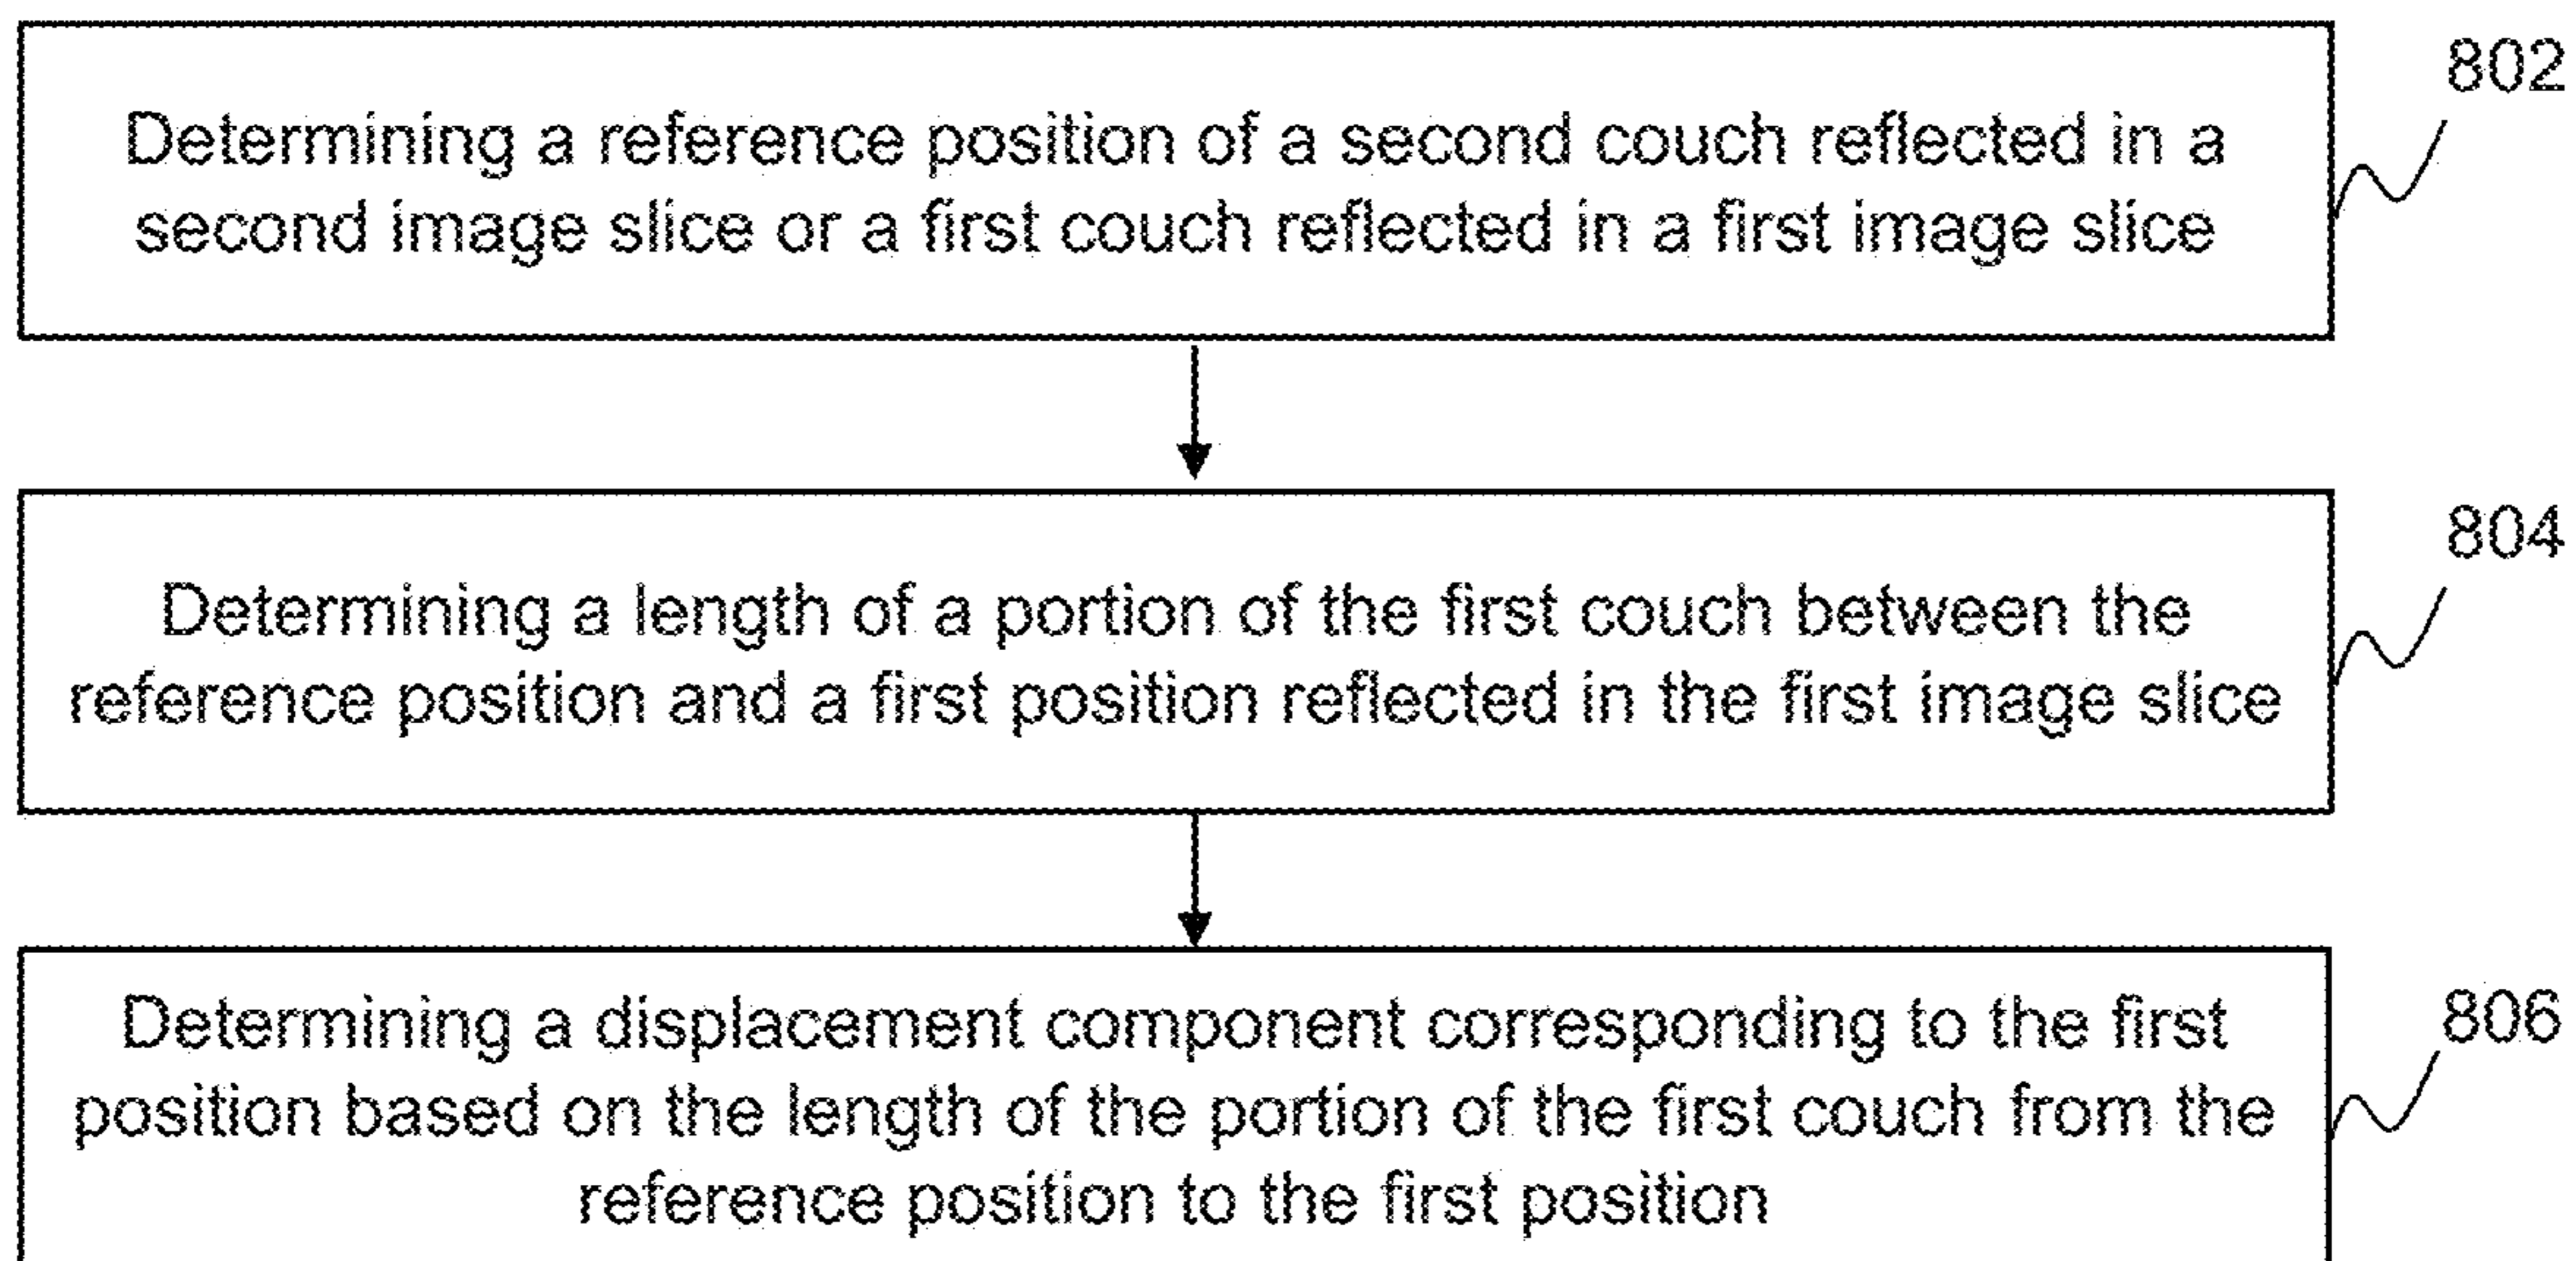 802
Determining a reference position of a second couch reflected in a
second image slice or a first couch reflected in a first image slice
804
Determining a length of a portion of the first couch between the
reference position and a first position reflected in the first image slice
806
Determining a displacement component corresponding to the first
position based on the length of the portion of the first couch from the
reference position to the first position